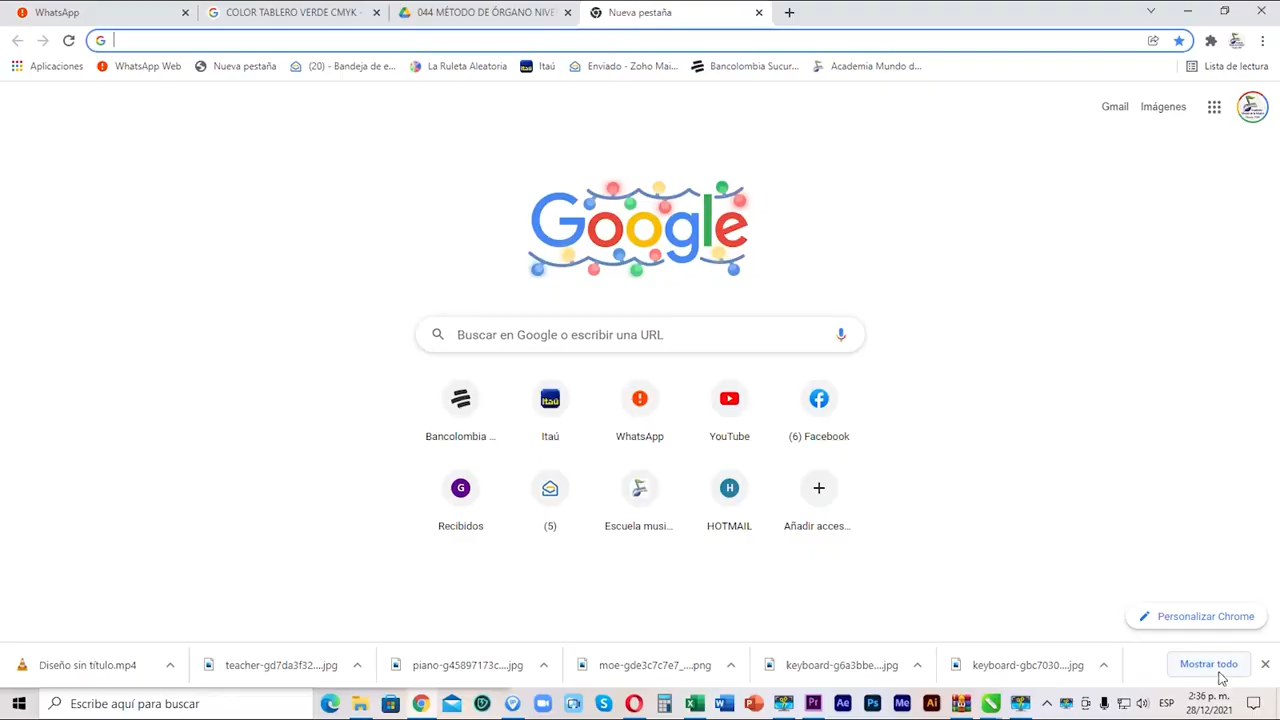 WhatsApp
COLOR TABLERO VERDE CMYK -
044 MÉTODO DE ÓRGANO NIVE
Nueva pestaña
Aplicaciones
WhatsApp Web
Nueva pestaña
(20) - Bandeja de e...
La Ruleta Aleatoria
Itaú
Enviado - Zoho Mai...
Bancolombia Sucur...
Academia Mundo d...
Lista de lectura
Gmail
Imágenes
Google
Buscar en Google o escribir una URL
Bancolombia ...
Itaú
WhatsApp
YouTube
(6) Facebook
Recibidos
(5)
Escuela musi...
HOTMAIL
Añadir acces...
Personalizar Chrome
Diseño sin título.mp4
teacher-gd7da3f32....jpg
piano-g45897173c....jpg
moe-gde3c7c7e7_....png
keyboard-g6a3bbe....jpg
keyboard-gbc7030....jpg
Mostrar todo
Escribe aquí para buscar
ESP
2:36 p. m.
28/12/2021